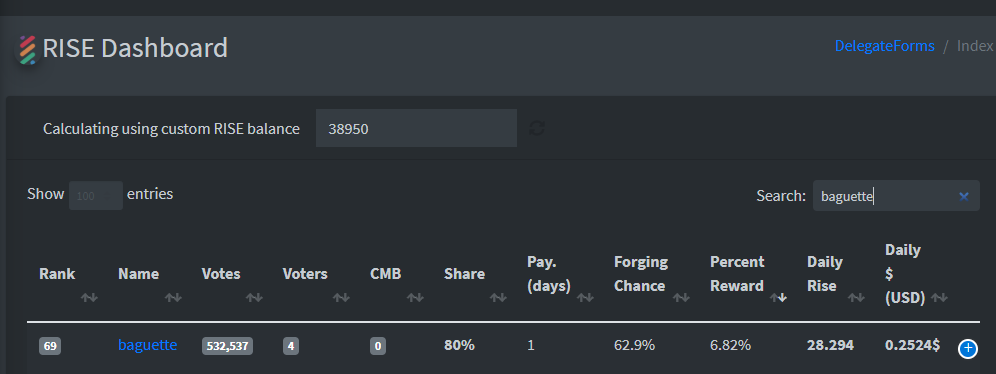 RISE Dashboard
DelegateForms / Index
Calculating using custom RISE balance 38950
Show 100 entries
Search: baguette
Rank Name Votes Voters CMB Share Pay. (days) Forging Chance Percent Reward Daily Rise Daily $ (USD)
69 baguette 532,537 4 0 80% 1 62.9% 6.82% 28.294 0.2524$